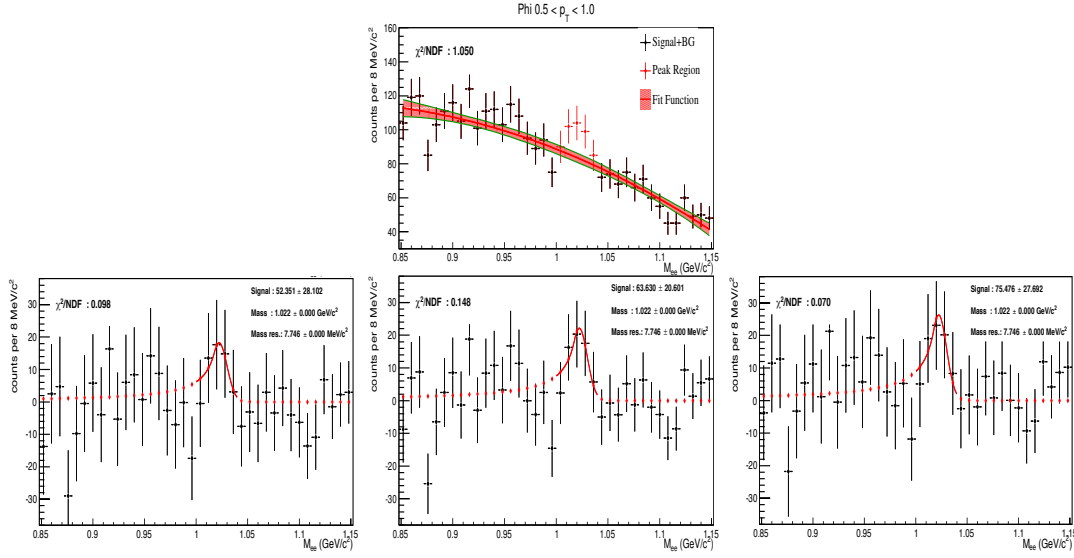 Phi 0.5 < p_T < 1.0
counts per 8 MeV/c²
160
140
120
100
80
60
40
χ²/NDF : 1.050
Signal+BG
Peak Region
Fit Function
0.85 0.9 0.95 1 1.05 1.1 1.15
M_ee (GeV/c²)
counts per 8 MeV/c²
30
20
10
0
-10
-20
-30
χ²/NDF : 0.098
Signal : 52.351 ± 28.102
Mass : 1.022 ± 0.000 GeV/c²
Mass res.: 7.746 ± 0.000 MeV/c²
0.85 0.9 0.95 1 1.05 1.1 1.15
M_ee (GeV/c²)
counts per 8 MeV/c²
30
20
10
0
-10
-20
-30
χ²/NDF : 0.148
Signal : 63.630 ± 20.601
Mass : 1.022 ± 0.000 GeV/c²
Mass res.: 7.746 ± 0.000 MeV/c²
0.85 0.9 0.95 1 1.05 1.1 1.15
M_ee (GeV/c²)
counts per 8 MeV/c²
30
20
10
0
-10
-20
-30
χ²/NDF : 0.070
Signal : 75.476 ± 27.692
Mass : 1.022 ± 0.000 GeV/c²
Mass res.: 7.746 ± 0.000 MeV/c²
0.85 0.9 0.95 1 1.05 1.1 1.15
M_ee (GeV/c²)